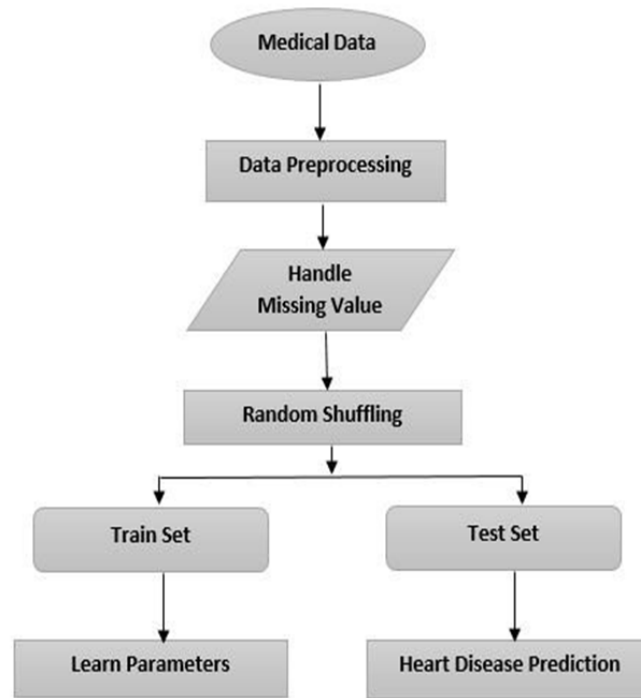 Medical Data
Data Preprocessing
Handle
Missing Value
Random Shuffling
Train Set
Test Set
Learn Parameters
Heart Disease Prediction